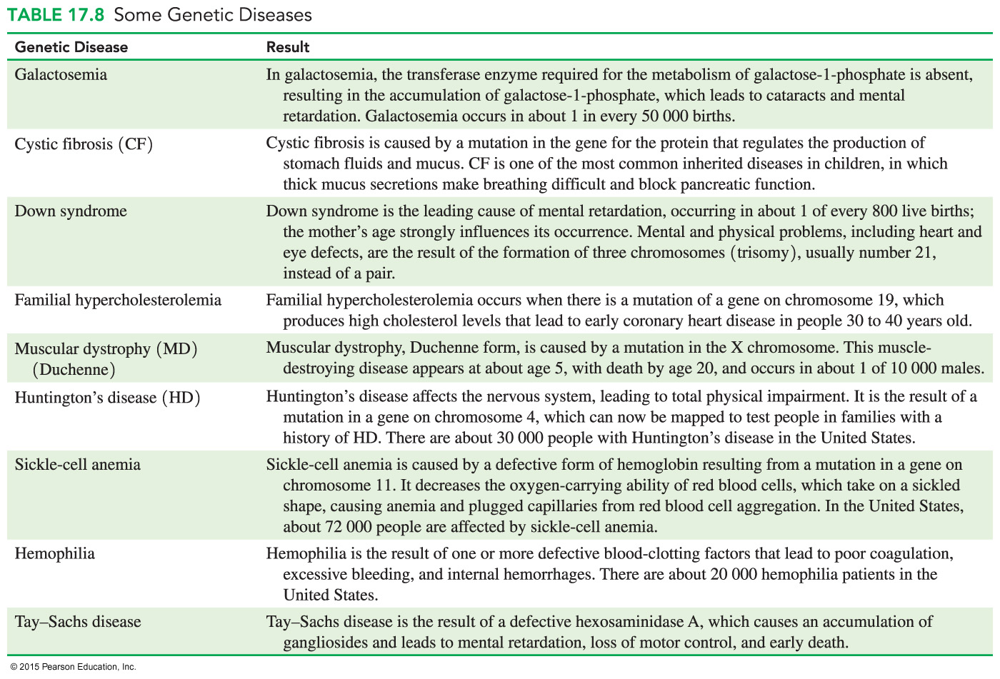 TABLE 17.8 Some Genetic Diseases
Genetic Disease Result
Galactosemia In galactosemia, the transferase enzyme required for the metabolism of galactose-1-phosphate is absent,
resulting in the accumulation of galactose-1-phosphate, which leads to cataracts and mental
retardation. Galactosemia occurs in about 1 in every 50 000 births.
Cystic fibrosis (CF) Cystic fibrosis is caused by a mutation in the gene for the protein that regulates the production of
stomach fluids and mucus. CF is one of the most common inherited diseases in children, in which
thick mucus secretions make breathing difficult and block pancreatic function.
Down syndrome Down syndrome is the leading cause of mental retardation, occurring in about 1 of every 800 live births;
the mother’s age strongly influences its occurrence. Mental and physical problems, including heart and
eye defects, are the result of the formation of three chromosomes (trisomy), usually number 21,
instead of a pair.
Familial hypercholesterolemia Familial hypercholesterolemia occurs when there is a mutation of a gene on chromosome 19, which
produces high cholesterol levels that lead to early coronary heart disease in people 30 to 40 years old.
Muscular dystrophy (MD) Muscular dystrophy, Duchenne form, is caused by a mutation in the X chromosome. This muscle-
(Duchenne) destroying disease appears at about age 5, with death by age 20, and occurs in about 1 of 10 000 males.
Huntington’s disease (HD) Huntington’s disease affects the nervous system, leading to total physical impairment. It is the result of a
mutation in a gene on chromosome 4, which can now be mapped to test people in families with a
history of HD. There are about 30 000 people with Huntington’s disease in the United States.
Sickle-cell anemia Sickle-cell anemia is caused by a defective form of hemoglobin resulting from a mutation in a gene on
chromosome 11. It decreases the oxygen-carrying ability of red blood cells, which take on a sickled
shape, causing anemia and plugged capillaries from red blood cell aggregation. In the United States,
about 72 000 people are affected by sickle-cell anemia.
Hemophilia Hemophilia is the result of one or more defective blood-clotting factors that lead to poor coagulation,
excessive bleeding, and internal hemorrhages. There are about 20 000 hemophilia patients in the
United States.
Tay–Sachs disease Tay–Sachs disease is the result of a defective hexosaminidase A, which causes an accumulation of
gangliosides and leads to mental retardation, loss of motor control, and early death.
© 2015 Pearson Education, Inc.